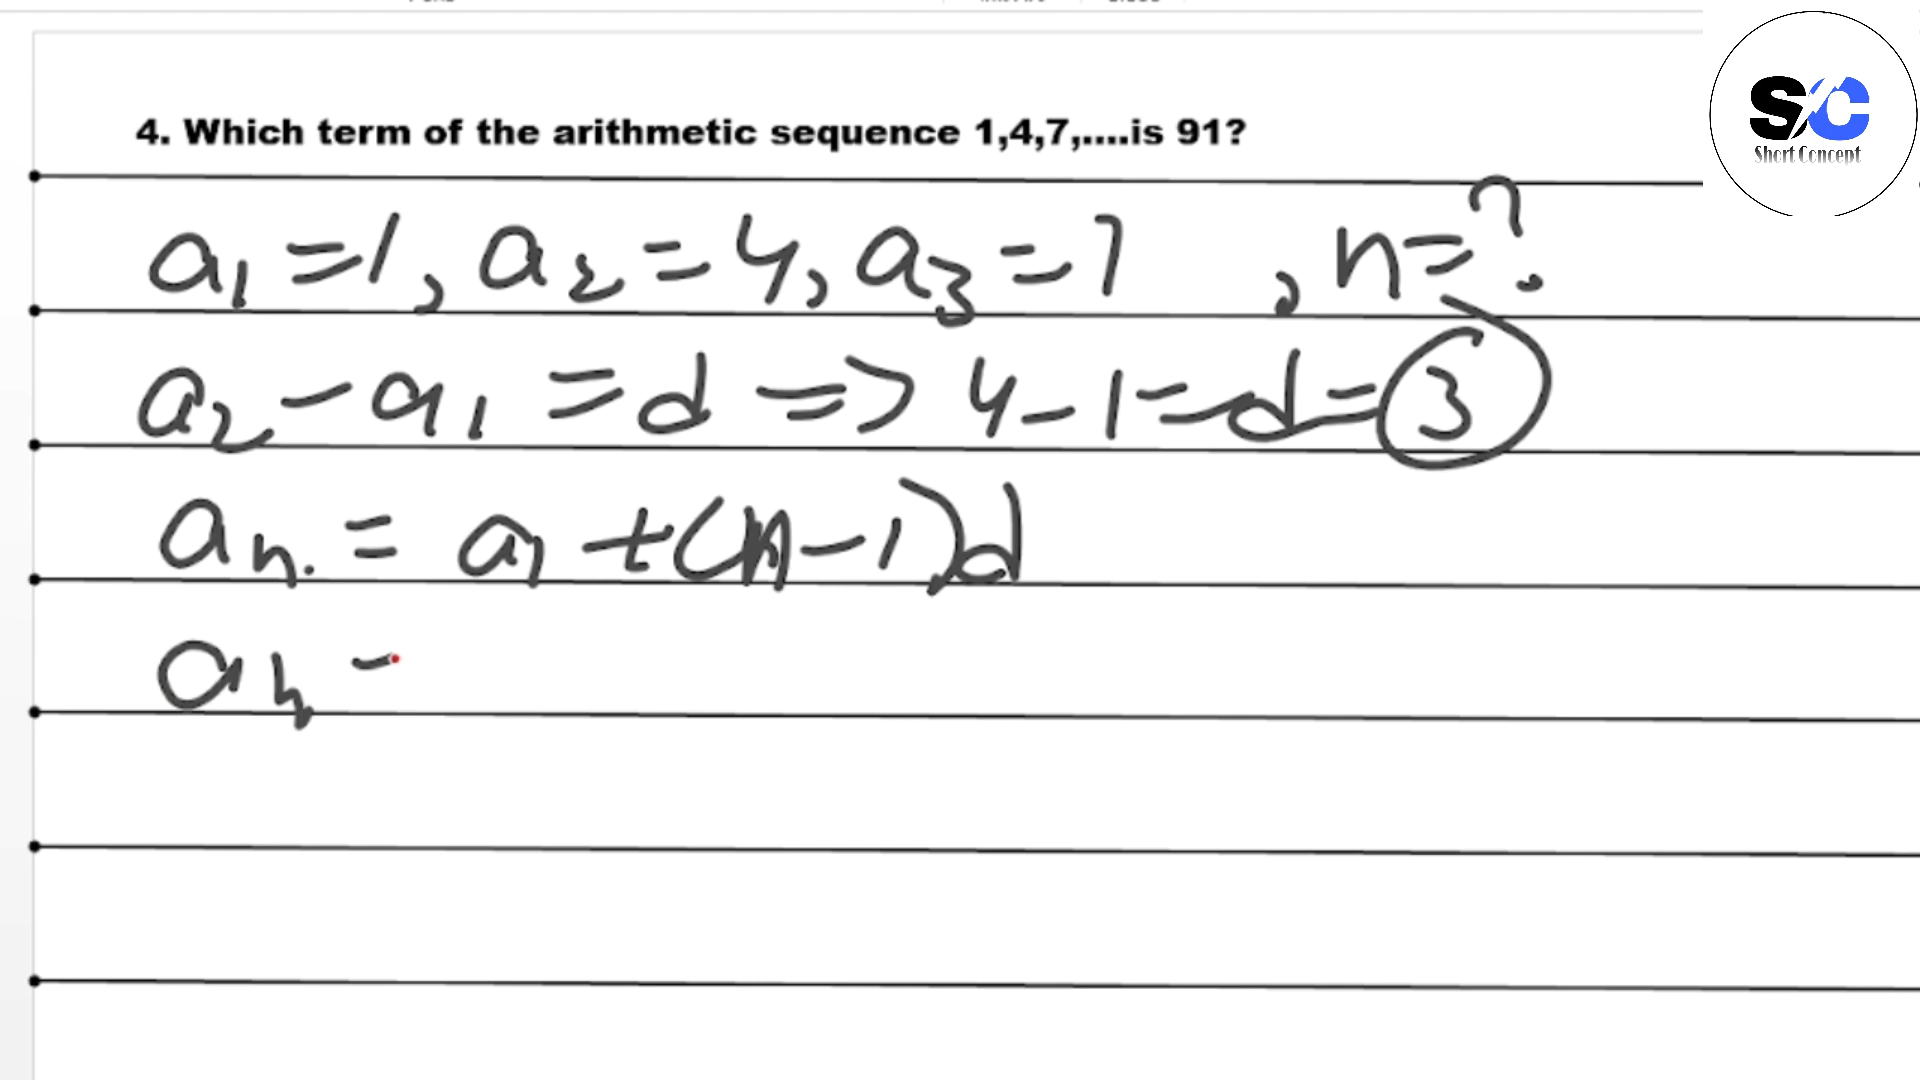 SC
Short Concept
4. Which term of the arithmetic sequence 1,4,7,....is 91?
a₁ =1, a₂ = 4, a₃ = 7 , n=?
a₂ - a₁ = d => 4-1=d=3
aₙ. = a₁ +(n-1)d
aₙ -